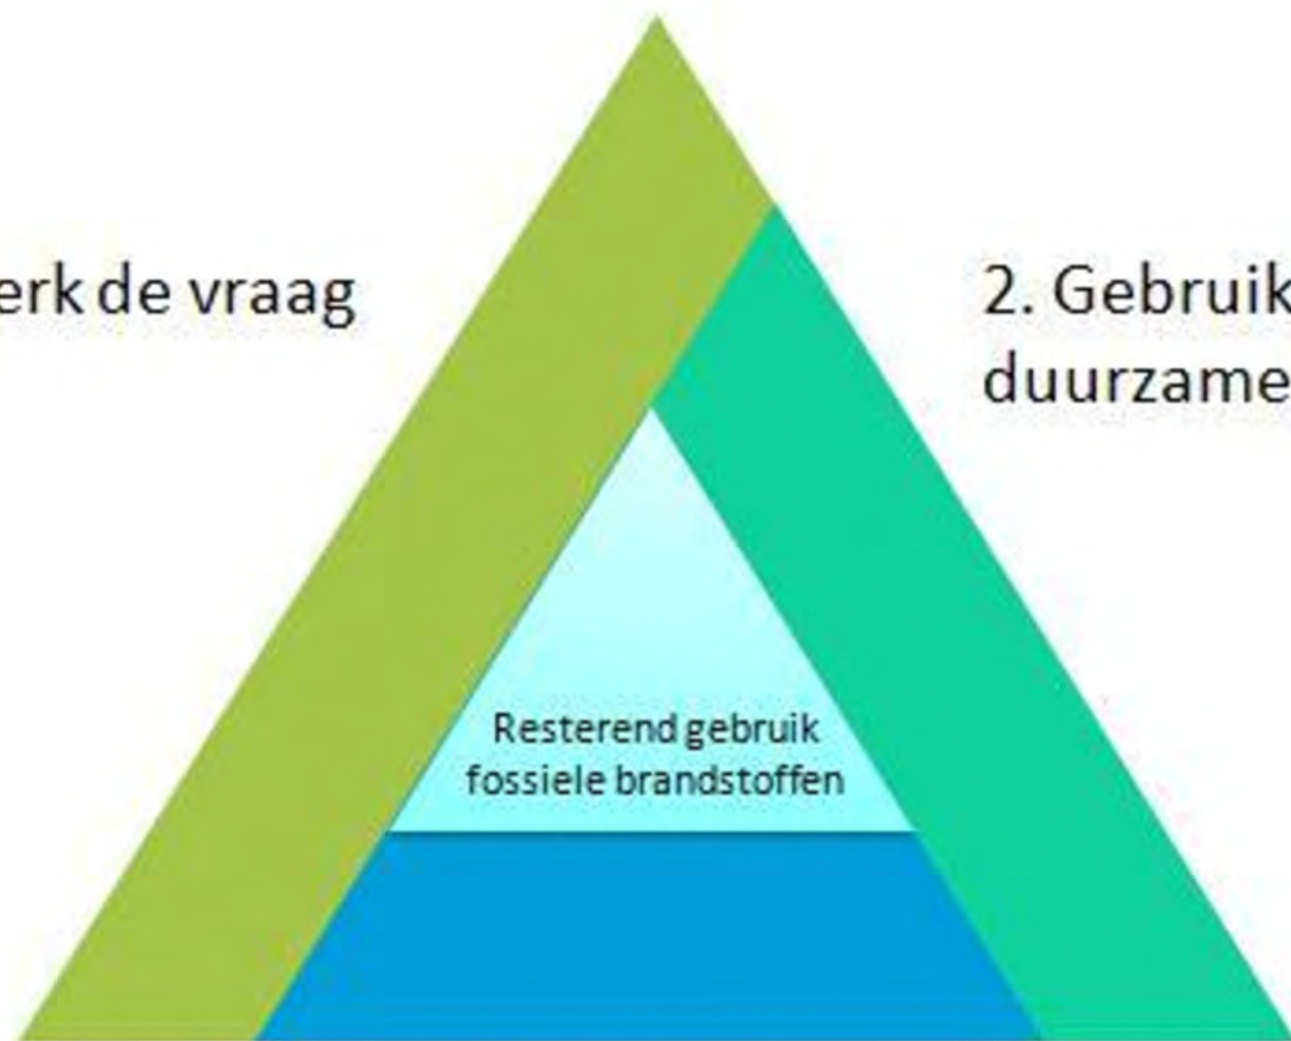 erk de vraag
2. Gebruik
duurzame
Resterend gebruik
fossiele brandstoffen